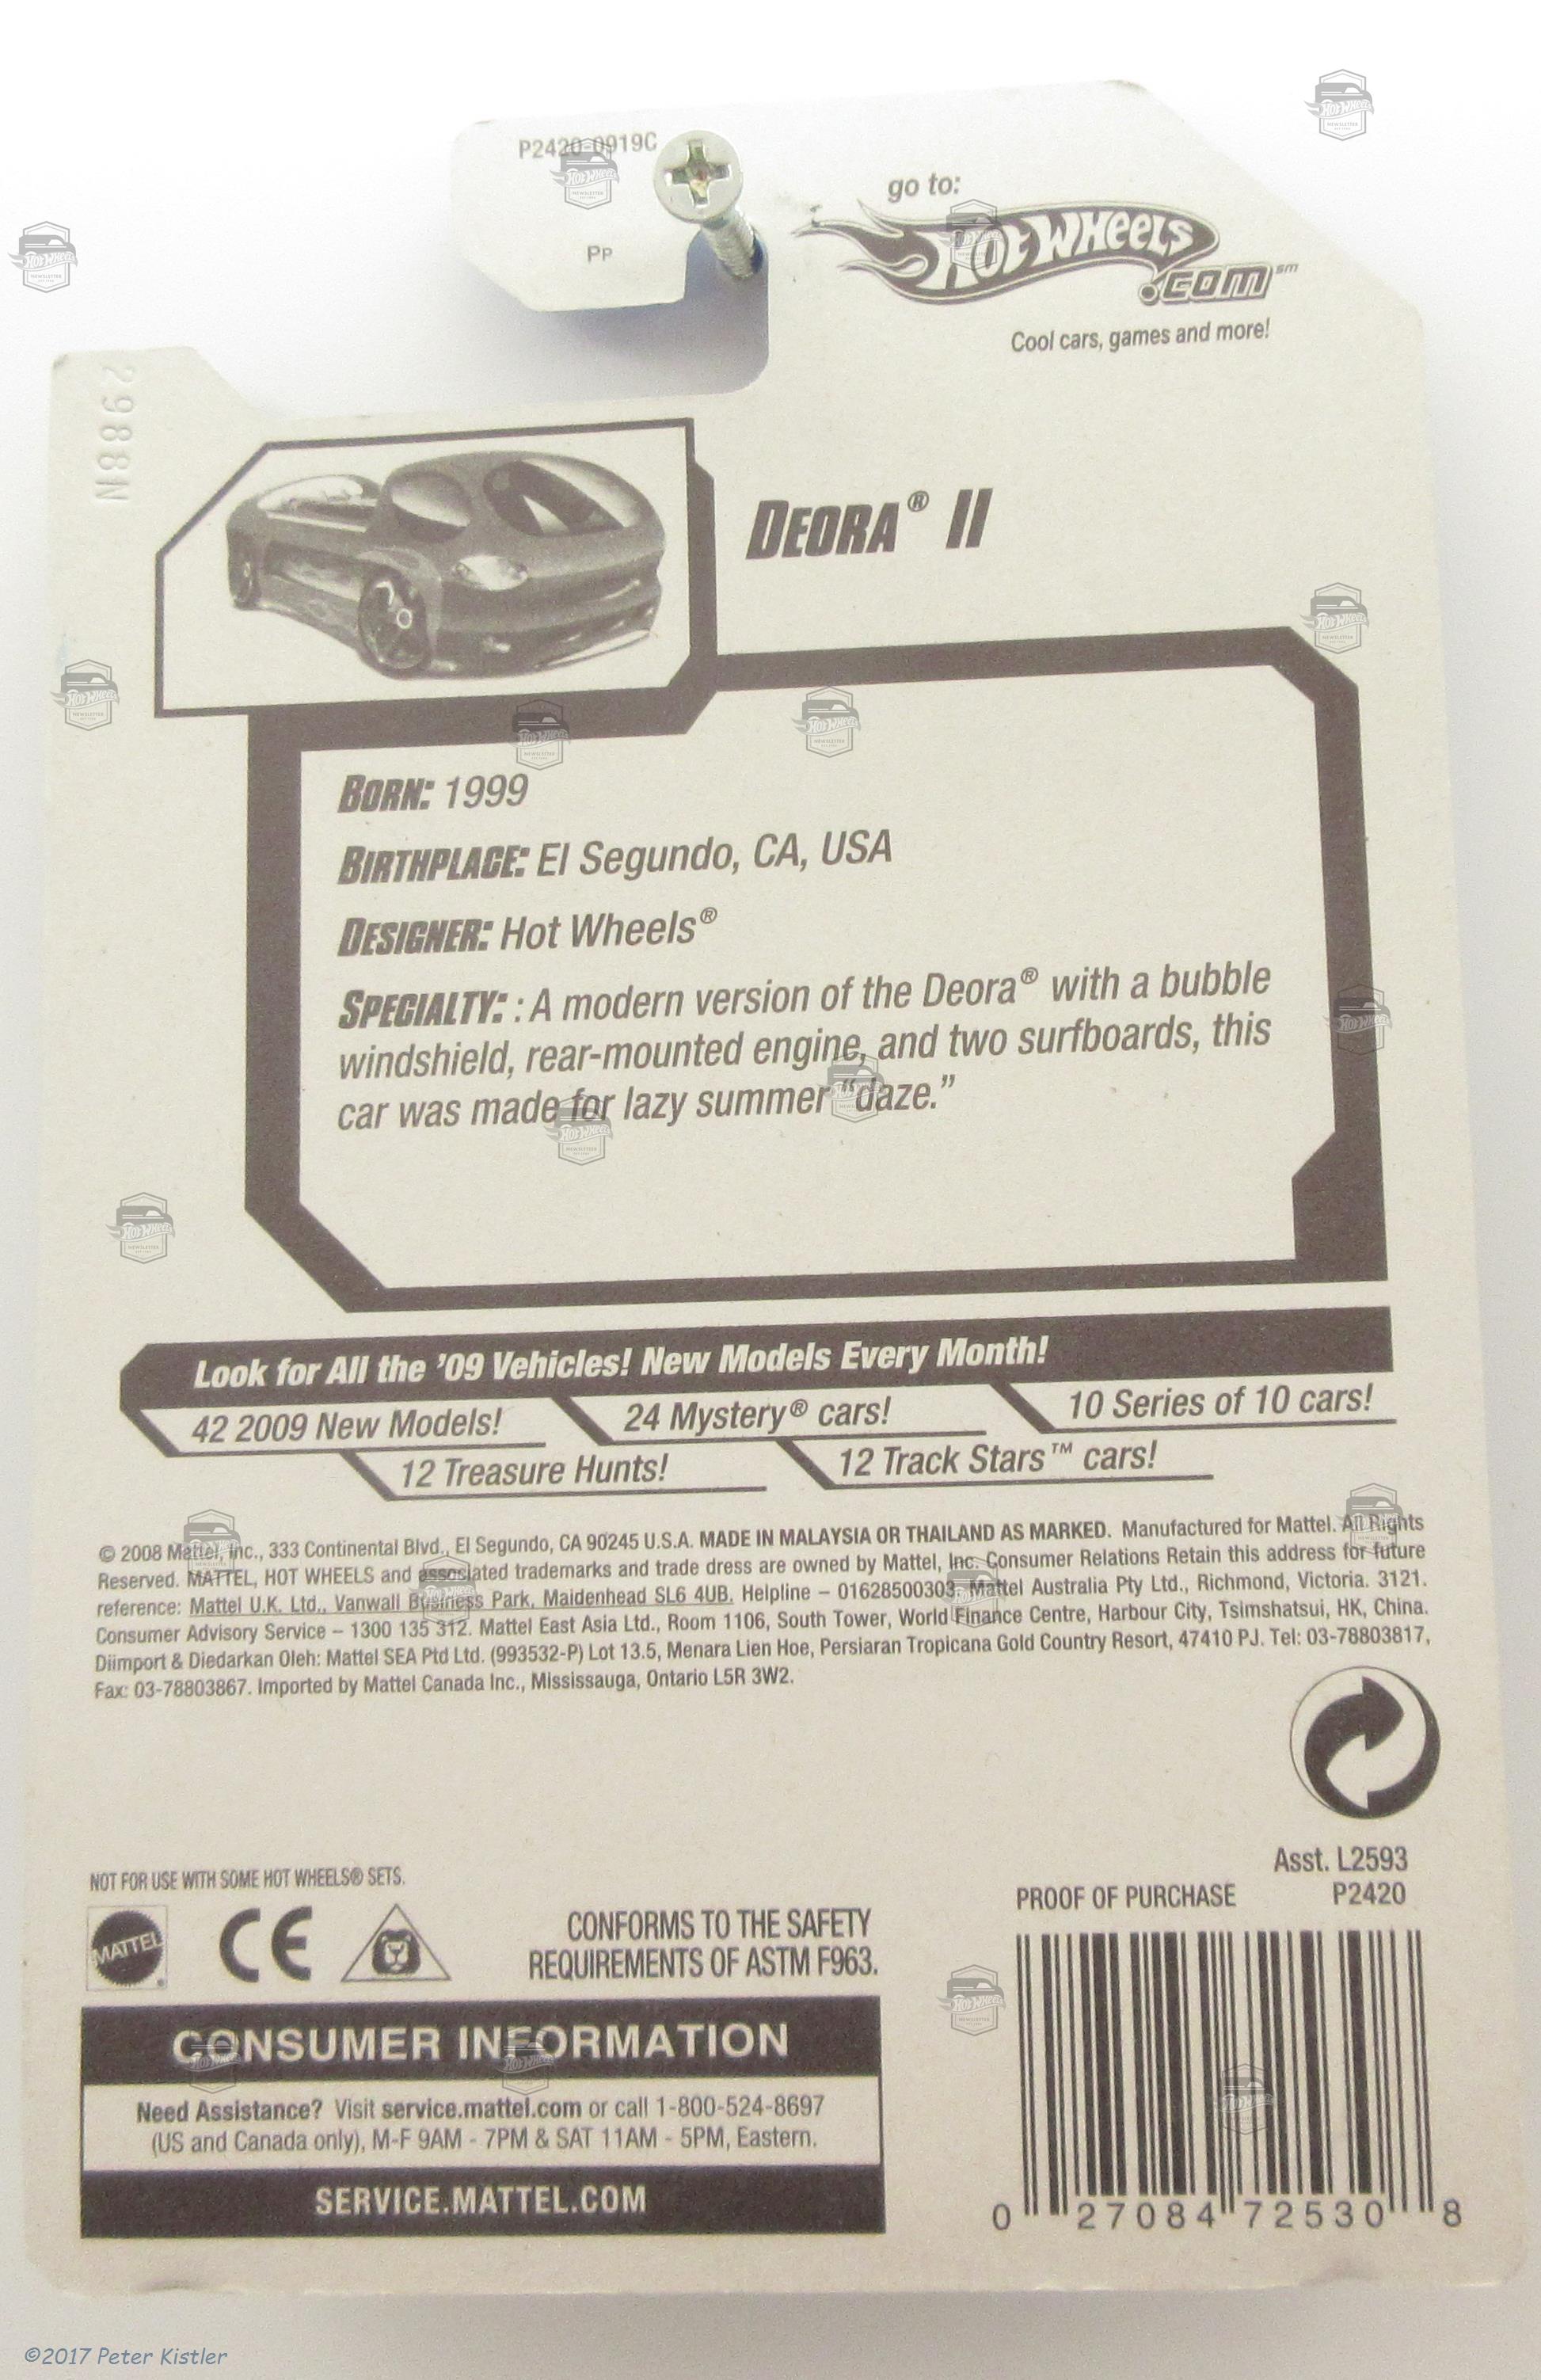 P2420-0919C
Pp
go to:
Hot Wheels
.com℠
Cool cars, games and more!
2988N
Deora® II
Born: 1999
Birthplace: El Segundo, CA, USA
Designer: Hot Wheels®
Specialty: : A modern version of the Deora® with a bubble
windshield, rear-mounted engine, and two surfboards, this
car was made for lazy summer “daze.”
Look for All the ’09 Vehicles! New Models Every Month!
42 2009 New Models!
24 Mystery® cars!
10 Series of 10 cars!
12 Treasure Hunts!
12 Track Stars™ cars!
© 2008 Mattel, Inc., 333 Continental Blvd., El Segundo, CA 90245 U.S.A. MADE IN MALAYSIA OR THAILAND AS MARKED. Manufactured for Mattel. All Rights
Reserved. MATTEL, HOT WHEELS and associated trademarks and trade dress are owned by Mattel, Inc. Consumer Relations Retain this address for future
reference: Mattel U.K. Ltd., Vanwall Business Park, Maidenhead SL6 4UB. Helpline – 01628500303. Mattel Australia Pty Ltd., Richmond, Victoria. 3121.
Consumer Advisory Service – 1300 135 312. Mattel East Asia Ltd., Room 1106, South Tower, World Finance Centre, Harbour City, Tsimshatsui, HK, China.
Diimport & Diedarkan Oleh: Mattel SEA Ptd Ltd. (993532-P) Lot 13.5, Menara Lien Hoe, Persiaran Tropicana Gold Country Resort, 47410 PJ. Tel: 03-78803817,
Fax: 03-78803867. Imported by Mattel Canada Inc., Mississauga, Ontario L5R 3W2.
NOT FOR USE WITH SOME HOT WHEELS® SETS.
MATTEL
CE
CONFORMS TO THE SAFETY
REQUIREMENTS OF ASTM F963.
Asst. L2593
PROOF OF PURCHASE P2420
CONSUMER INFORMATION
Need Assistance? Visit service.mattel.com or call 1-800-524-8697
(US and Canada only), M-F 9AM - 7PM & SAT 11AM - 5PM, Eastern.
SERVICE.MATTEL.COM
0 27084 72530 8
©2017 Peter Kistler